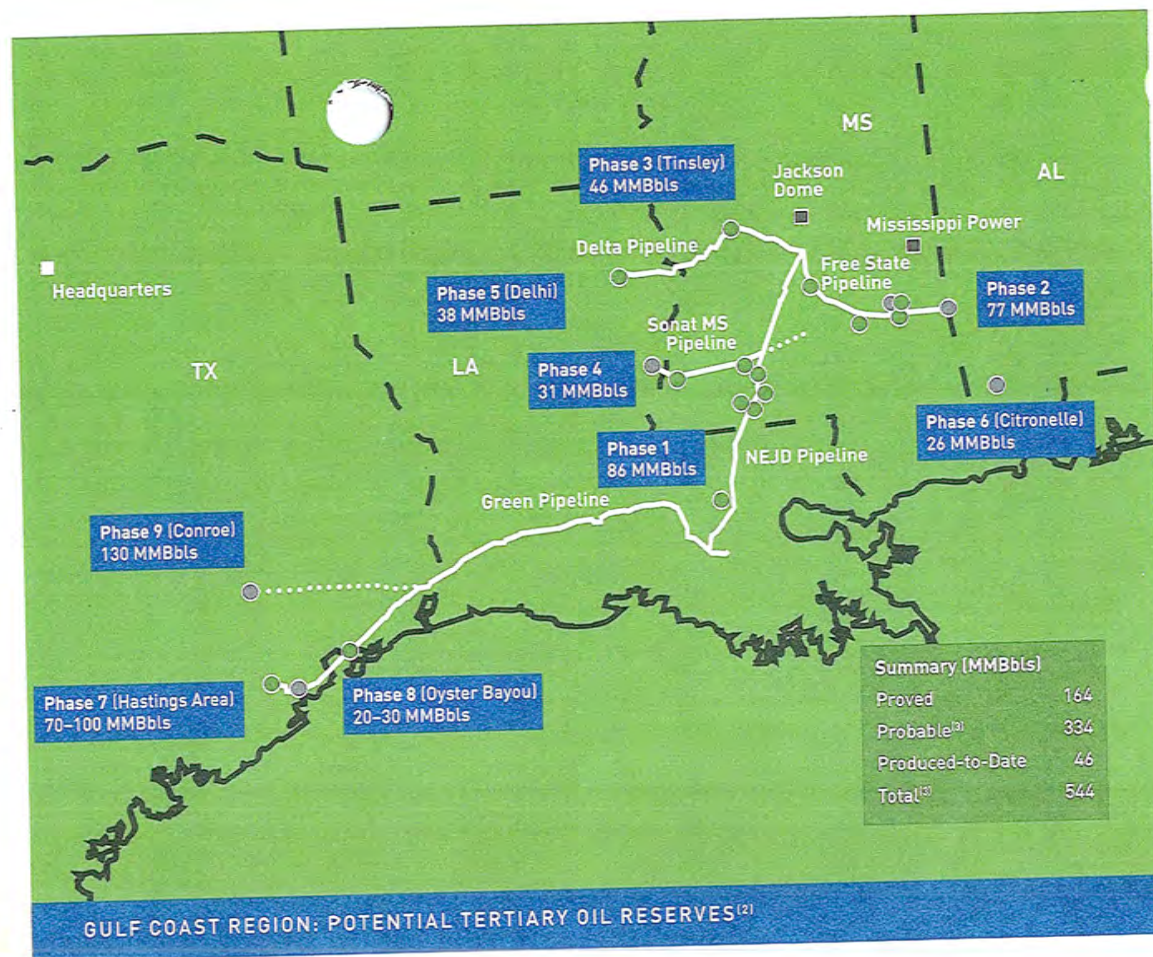 MS
AL
Phase 3 (Tinsley)
46 MMBbls
Jackson
Dome
Mississippi Power
Delta Pipeline
Free State
Pipeline
Headquarters
Phase 5 (Delhi)
38 MMBbls
Phase 2
77 MMBbls
Sonat MS
Pipeline
TX
LA
Phase 4
31 MMBbls
Phase 6 (Citronelle)
26 MMBbls
Phase 1
86 MMBbls
NEJD Pipeline
Green Pipeline
Phase 9 (Conroe)
130 MMBbls
Phase 7 (Hastings Area)
70–100 MMBbls
Phase 8 (Oyster Bayou)
20–30 MMBbls
Summary (MMBbls)
Proved 164
Probable(3) 334
Produced-to-Date 46
Total(3) 544
GULF COAST REGION: POTENTIAL TERTIARY OIL RESERVES(2)